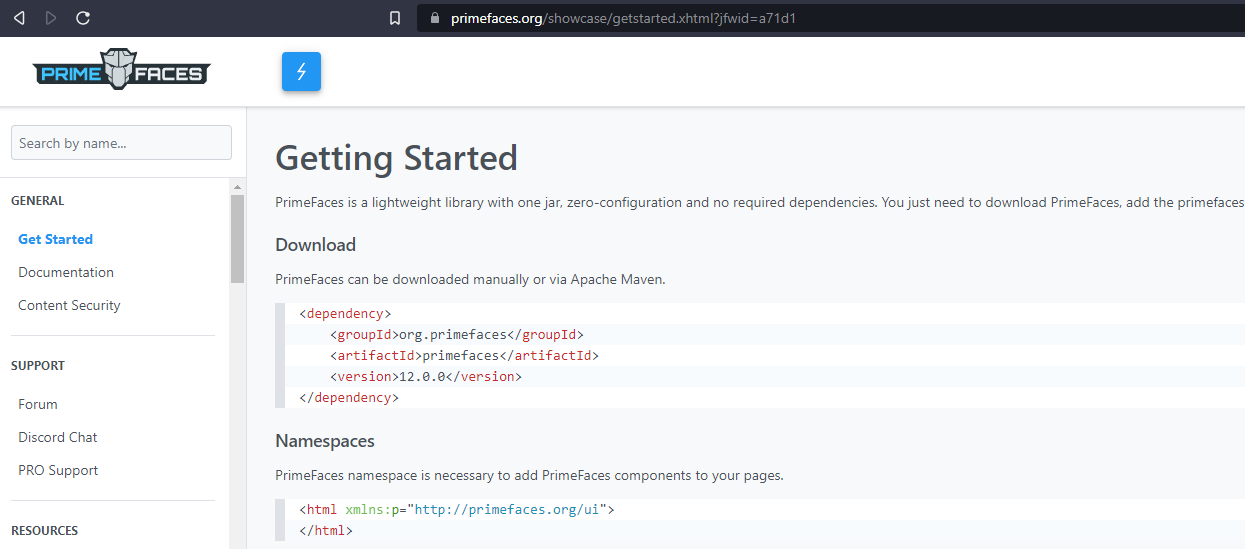 primefaces.org/showcase/getstarted.xhtml?jfwid=a71d1
PRIME FACES
Search by name...
GENERAL
Get Started
Documentation
Content Security
SUPPORT
Forum
Discord Chat
PRO Support
RESOURCES
Getting Started
PrimeFaces is a lightweight library with one jar, zero-configuration and no required dependencies. You just need to download PrimeFaces, add the primefaces
Download
PrimeFaces can be downloaded manually or via Apache Maven.
<dependency>
    <groupId>org.primefaces</groupId>
    <artifactId>primefaces</artifactId>
    <version>12.0.0</version>
</dependency>
Namespaces
PrimeFaces namespace is necessary to add PrimeFaces components to your pages.
<html xmlns:p="http://primefaces.org/ui">
</html>